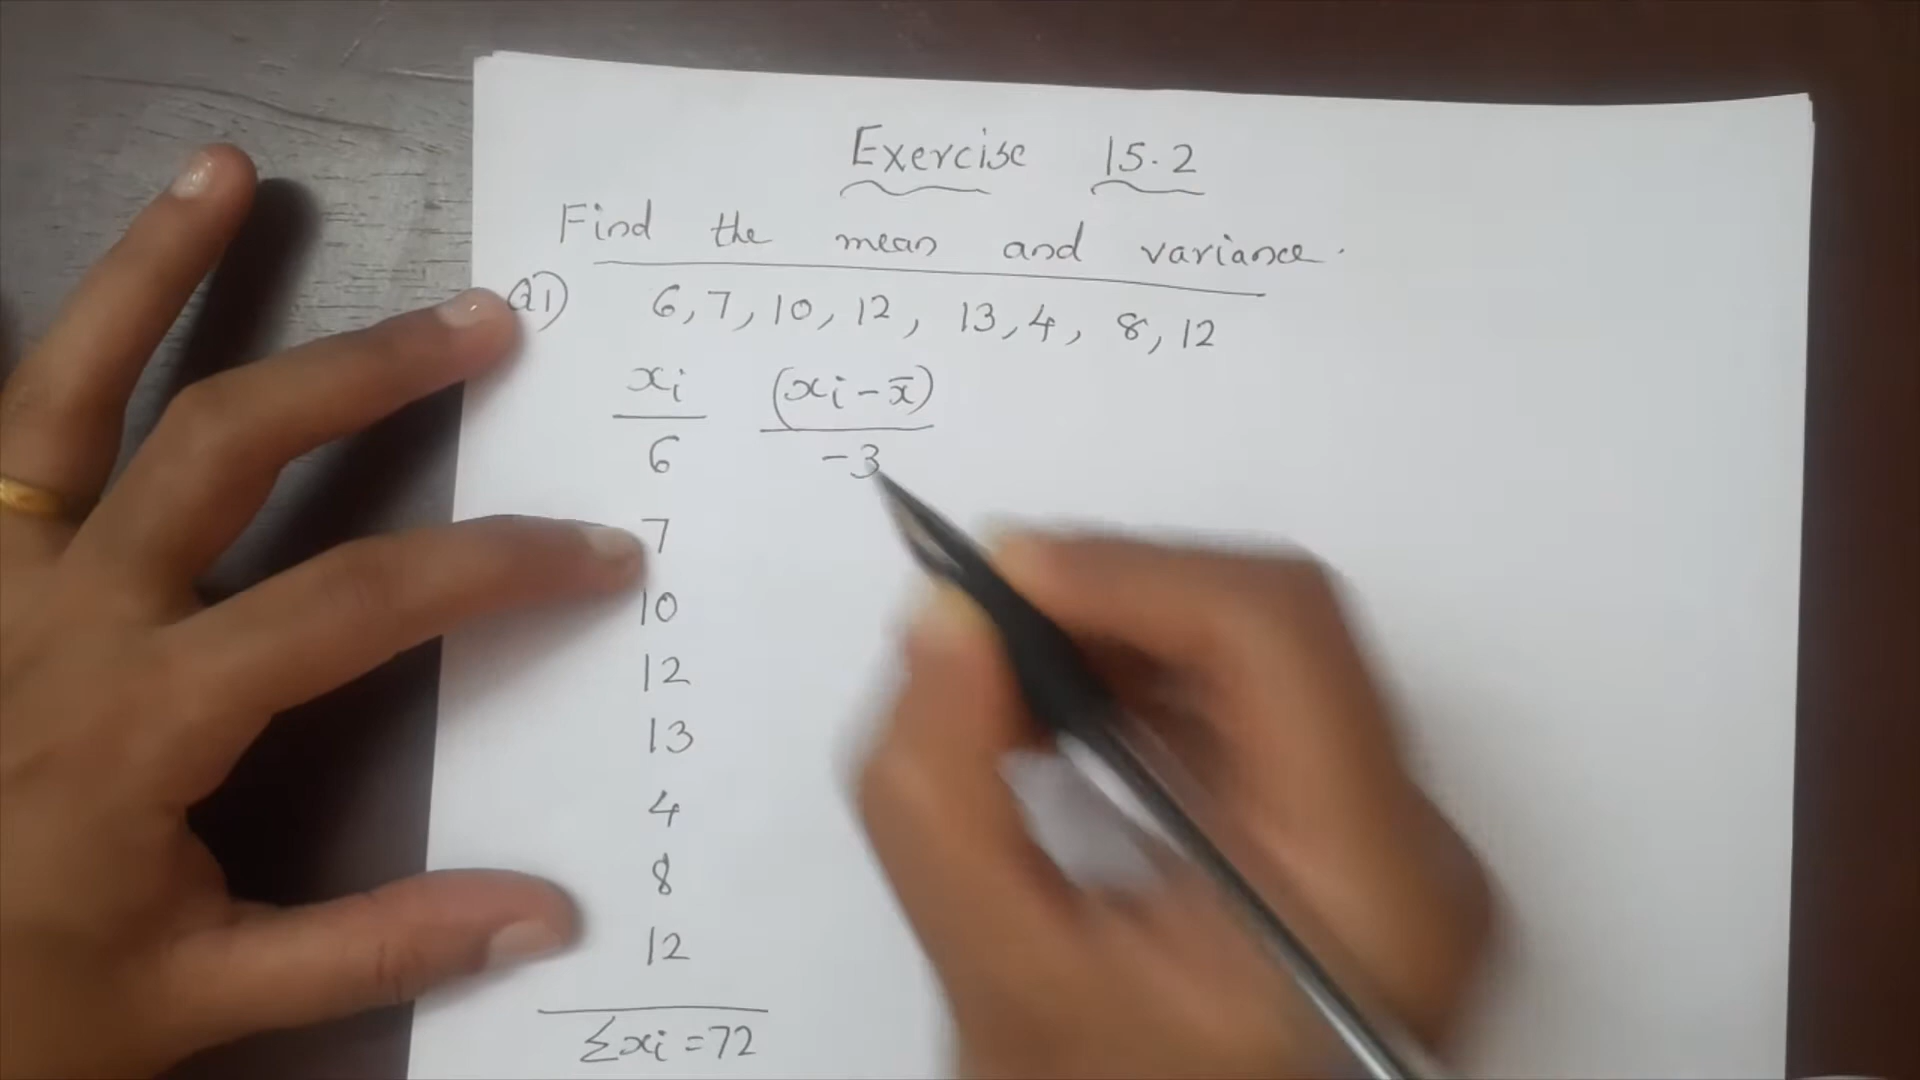 Exercise 15.2
Find the mean and variance.
Q1) 6, 7, 10, 12, 13, 4, 8, 12
xi (xi - x̄)
6 -3
7
10
12
13
4
8
12
Σxi = 72